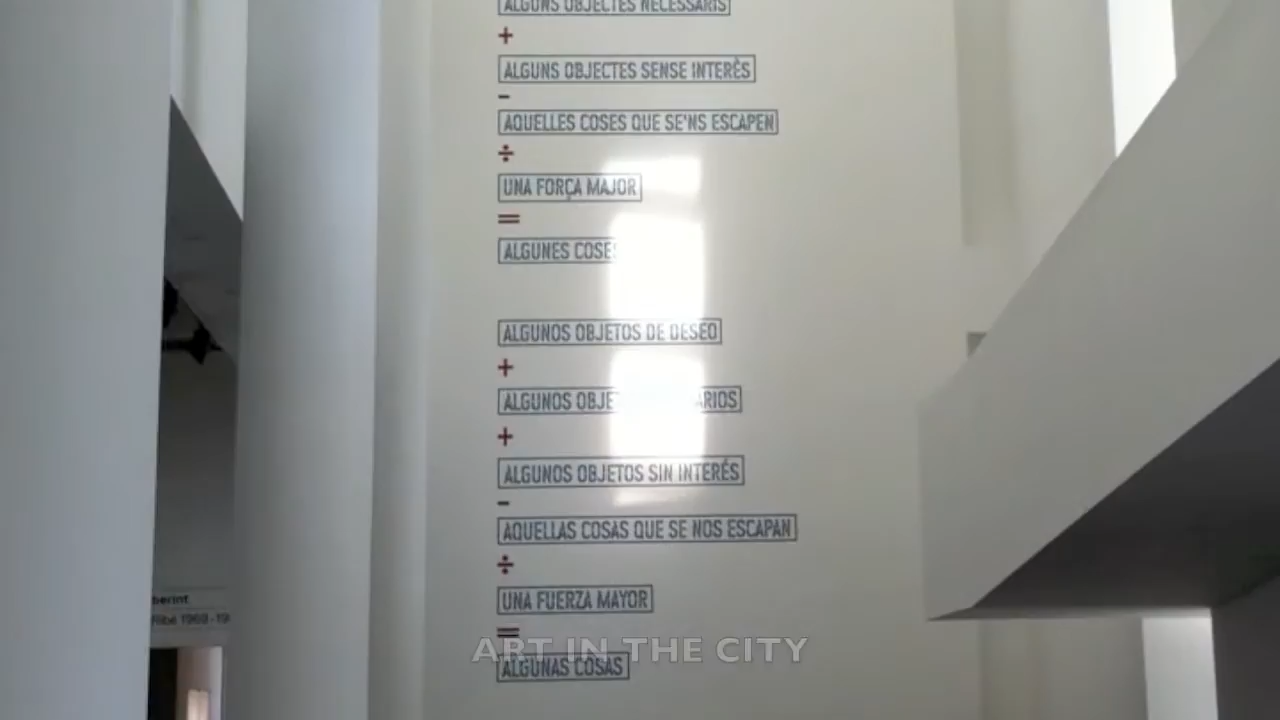 ALGUNS OBJECTES NECESSARIS
+
ALGUNS OBJECTES SENSE INTERÈS
-
AQUELLES COSES QUE SE'NS ESCAPEN
÷
UNA FORÇA MAJOR
=
ALGUNES COSES
ALGUNOS OBJETOS DE DESEO
+
ALGUNOS
+
ALGUNOS OBJETOS SIN INTERÉS
-
AQUELLAS COSAS QUE SE NOS ESCAPAN
÷
UNA FUERZA MAYOR
=
ALGUNAS COSAS
ART IN THE CITY